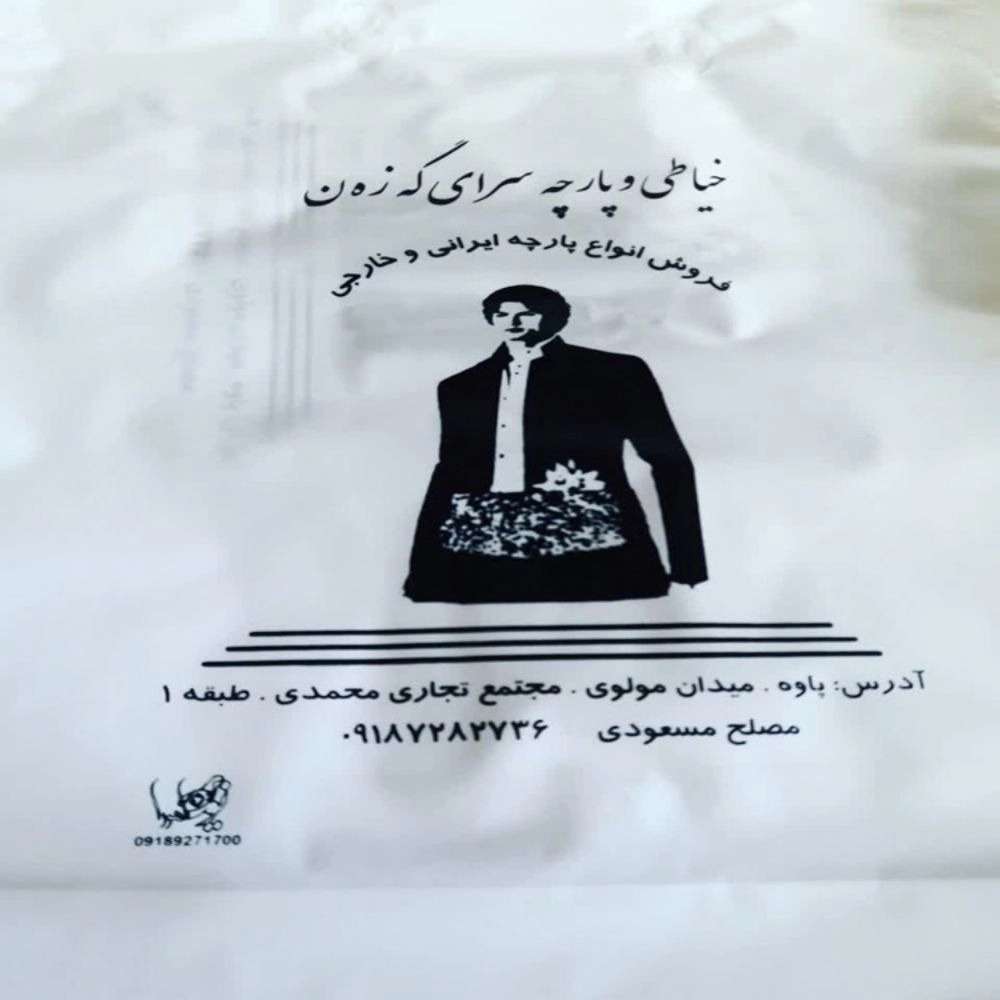 خیاطی و پارچه سرای گه زه ن
فروش انواع پارچه ایرانی و خارجی
آدرس: پاوه . میدان مولوی . مجتمع تجاری محمدی . طبقه ۱
مصلح مسعودی ۰۹۱۸۷۲۸۲۷۳۶
09189271700